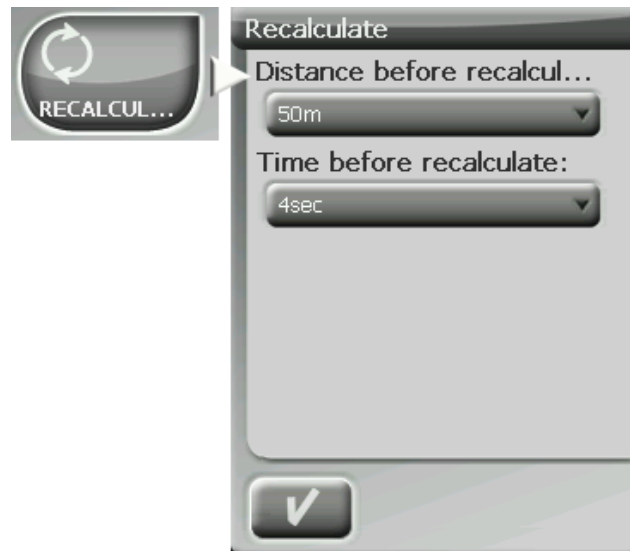 RECALCUL...
Recalculate
Distance before recalcul...
50m
Time before recalculate:
4sec